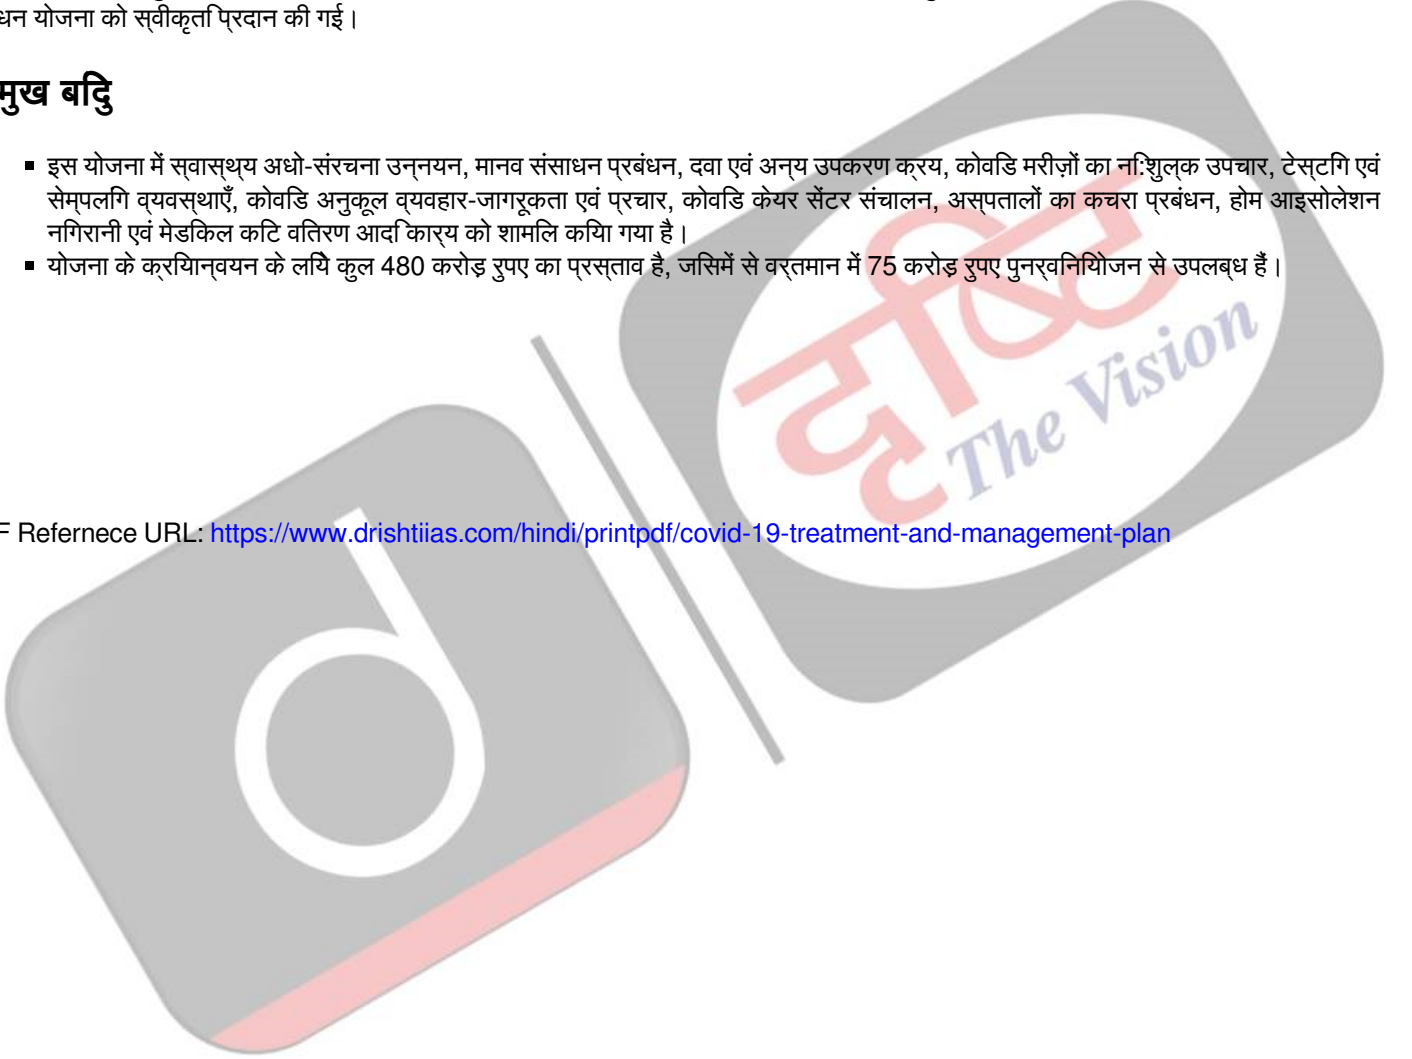 धन योजना को स्वीकृति प्रदान की गई।
मुख बिंदु
इस योजना में स्वास्थ्य अधो-संरचना उन्नयन, मानव संसाधन प्रबंधन, दवा एवं अन्य उपकरण क्रय, कोविड मरीज़ों का नि:शुल्क उपचार, टेस्टिंग एवं
सेम्पलिंग व्यवस्थाएँ, कोविड अनुकूल व्यवहार-जागरूकता एवं प्रचार, कोविड केयर सेंटर संचालन, अस्पतालों का कचरा प्रबंधन, होम आइसोलेशन
निगरानी एवं मेडिकल किट वितरण आदि कार्य को शामिल किया गया है।
योजना के क्रियान्वयन के लिये कुल 480 करोड़ रुपए का प्रस्ताव है, जिसमें से वर्तमान में 75 करोड़ रुपए पुनर्विनियोजन से उपलब्ध हैं।
दृष्टि
The Vision
F Refernece URL: https://www.drishtiias.com/hindi/printpdf/covid-19-treatment-and-management-plan
d